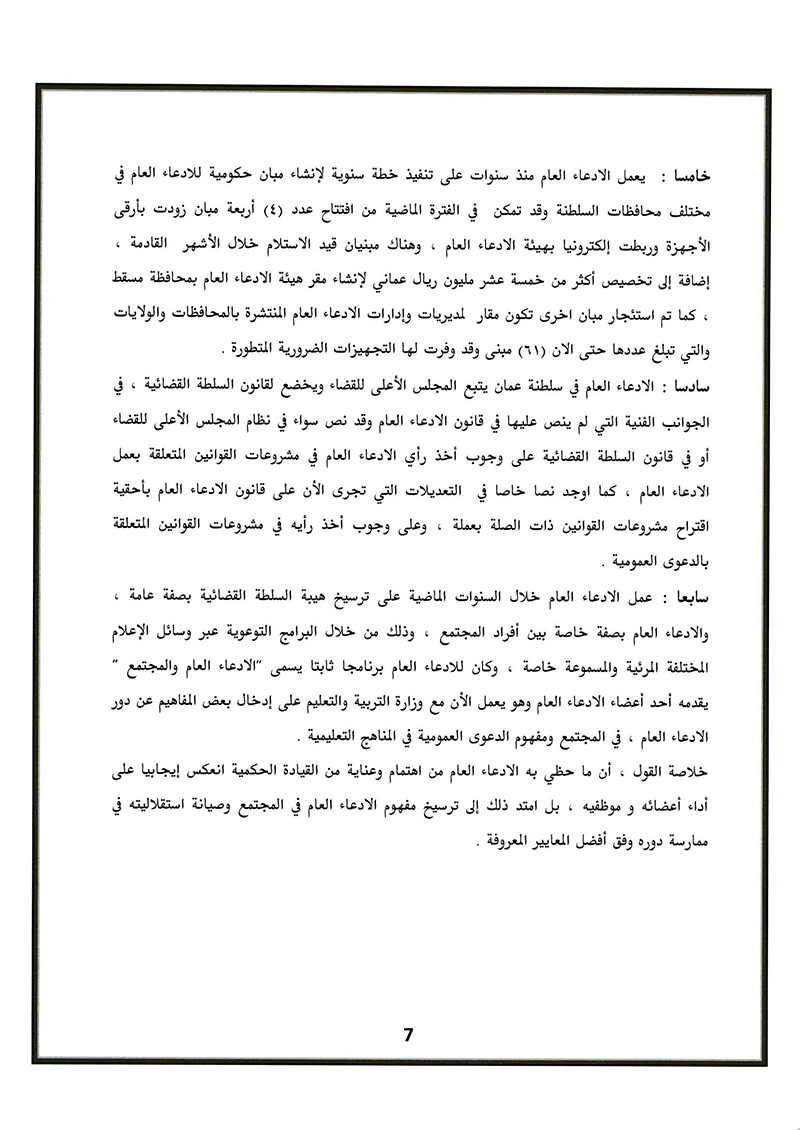 خامسا : يعمل الادعاء العام منذ سنوات على تنفيذ خطة سنوية لإنشاء مبان حكومية للادعاء العام في
مختلف محافظات السلطنة وقد تمكن في الفترة الماضية من افتتاح عدد (٤) أربعة مبان زودت بأرقى
الأجهزة وربطت إلكترونيا بهيئة الادعاء العام ، وهناك مبنيان قيد الاستلام خلال الأشهر القادمة ،
إضافة إلى تخصيص أكثر من خمسة عشر مليون ريال عماني لإنشاء مقر هيئة الادعاء العام بمحافظة مسقط
، كما تم استئجار مبان اخرى تكون مقار لمديريات وإدارات الادعاء العام المنتشرة بالمحافظات والولايات
والتي تبلغ عددها حتى الان (٦١) مبنى وقد وفرت لها التجهيزات الضرورية المتطورة .
سادسا : الادعاء العام في سلطنة عمان يتبع المجلس الأعلى للقضاء ويخضع لقانون السلطة القضائية ، في
الجوانب الفنية التي لم ينص عليها في قانون الادعاء العام وقد نص سواء في نظام المجلس الأعلى للقضاء
أو في قانون السلطة القضائية على وجوب أخذ رأي الادعاء العام في مشروعات القوانين المتعلقة بعمل
الادعاء العام ، كما اوجد نصا خاصا في التعديلات التي تجرى الأن على قانون الادعاء العام بأحقية
اقتراح مشروعات القوانين ذات الصلة بعملة ، وعلى وجوب أخذ رأيه في مشروعات القوانين المتعلقة
بالدعوى العمومية .
سابعا : عمل الادعاء العام خلال السنوات الماضية على ترسيخ هيبة السلطة القضائية بصفة عامة ،
والادعاء العام بصفة خاصة بين أفراد المجتمع ، وذلك من خلال البرامج التوعوية عبر وسائل الإعلام
المختلفة المرئية والمسموعة خاصة ، وكان للادعاء العام برنامجا ثابتا يسمى "الادعاء العام والمجتمع "
يقدمه أحد أعضاء الادعاء العام وهو يعمل الأن مع وزارة التربية والتعليم على إدخال بعض المفاهيم عن دور
الادعاء العام ، في المجتمع ومفهوم الدعوى العمومية في المناهج التعليمية .
خلاصة القول ، أن ما حظي به الادعاء العام من اهتمام وعناية من القيادة الحكمية انعكس إيجابيا على
أداء أعضائه و موظفيه ، بل امتد ذلك إلى ترسيخ مفهوم الادعاء العام في المجتمع وصيانة استقلاليته في
ممارسة دوره وفق أفضل المعايير المعروفة .
7